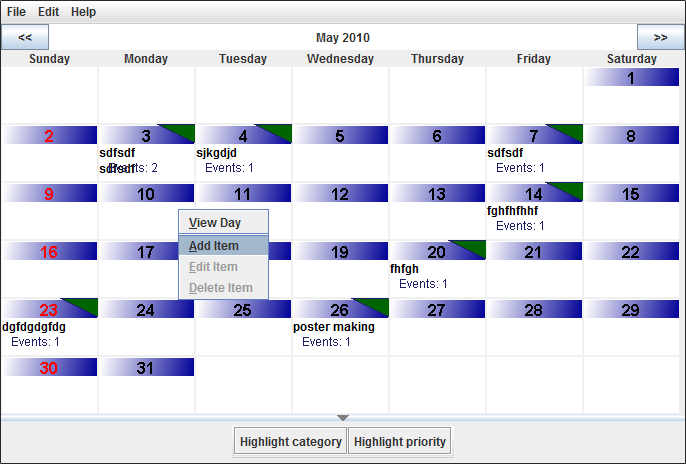 File Edit Help
<< May 2010 >>
Sunday Monday Tuesday Wednesday Thursday Friday Saturday
1
2 3 4 5 6 7 8
sdfsdf sjkgdjd sdfsdf
sdfsdf Events: 2 Events: 1 Events: 1
9 10 11 12 13 14 15
fghfhfhhf
Events: 1
View Day
Add Item
Edit Item
Delete Item
16 17 19 20 21 22
fhfgh
Events: 1
23 24 25 26 27 28 29
dgfdgdgfdg poster making
Events: 1 Events: 1
30 31
Highlight category Highlight priority